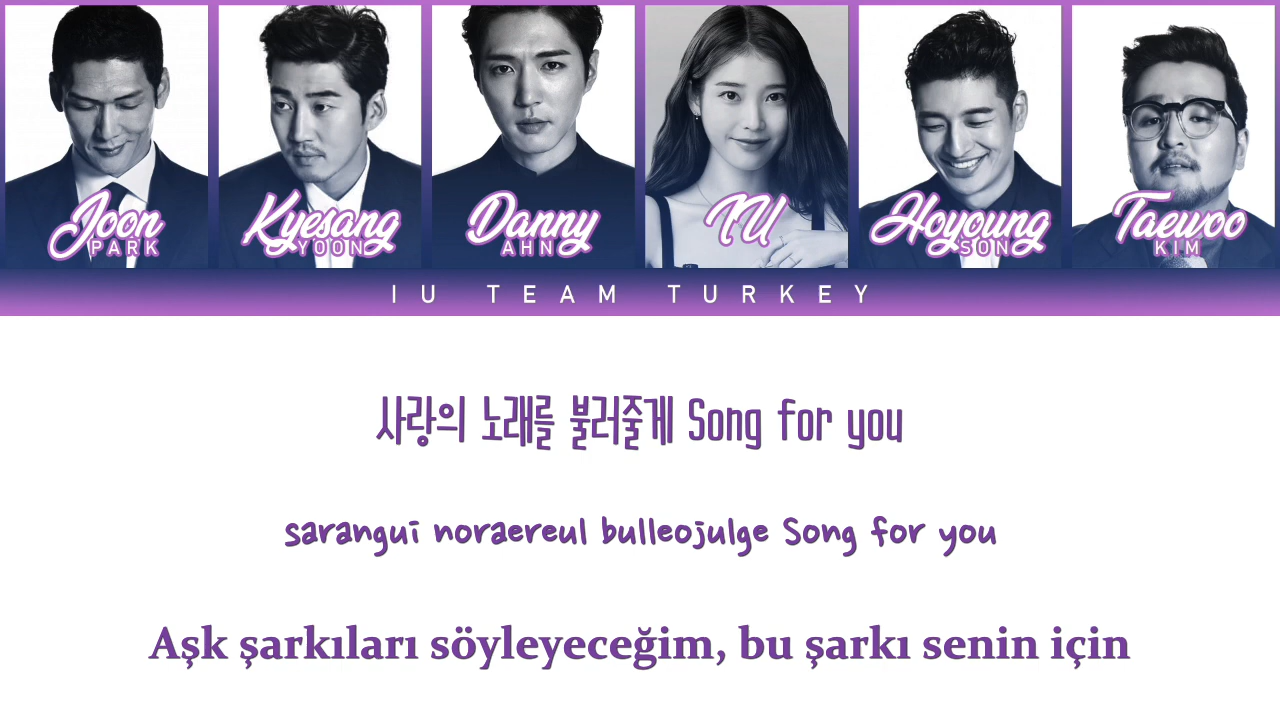 Joon
PARK
Kyesang
YOON
Danny
AHN
IU
Hoyoung
SON
Taewoo
KIM
IU TEAM TURKEY
사랑의 노래를 불러줄게 Song for you
sarangui noraereul bulleojulge Song for you
Aşk şarkıları söyleyeceğim, bu şarkı senin için